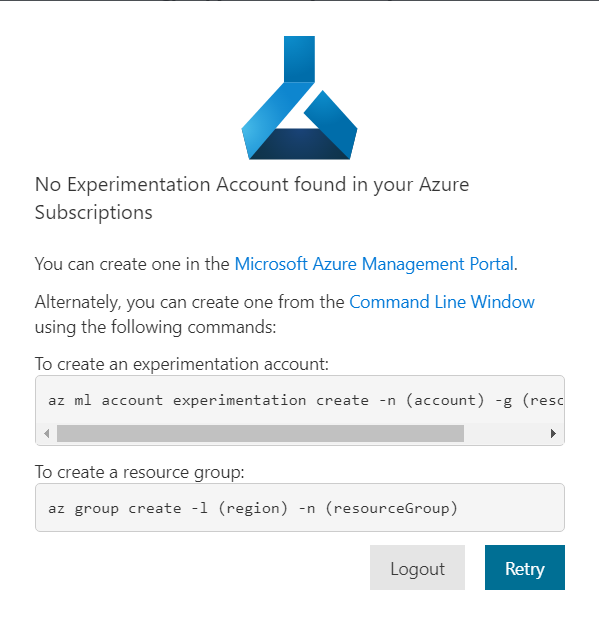 No Experimentation Account found in your Azure
Subscriptions
You can create one in the Microsoft Azure Management Portal.
Alternately, you can create one from the Command Line Window
using the following commands:
To create an experimentation account:
az ml account experimentation create -n (account) -g (resc
To create a resource group:
az group create -l (region) -n (resourceGroup)
Logout Retry